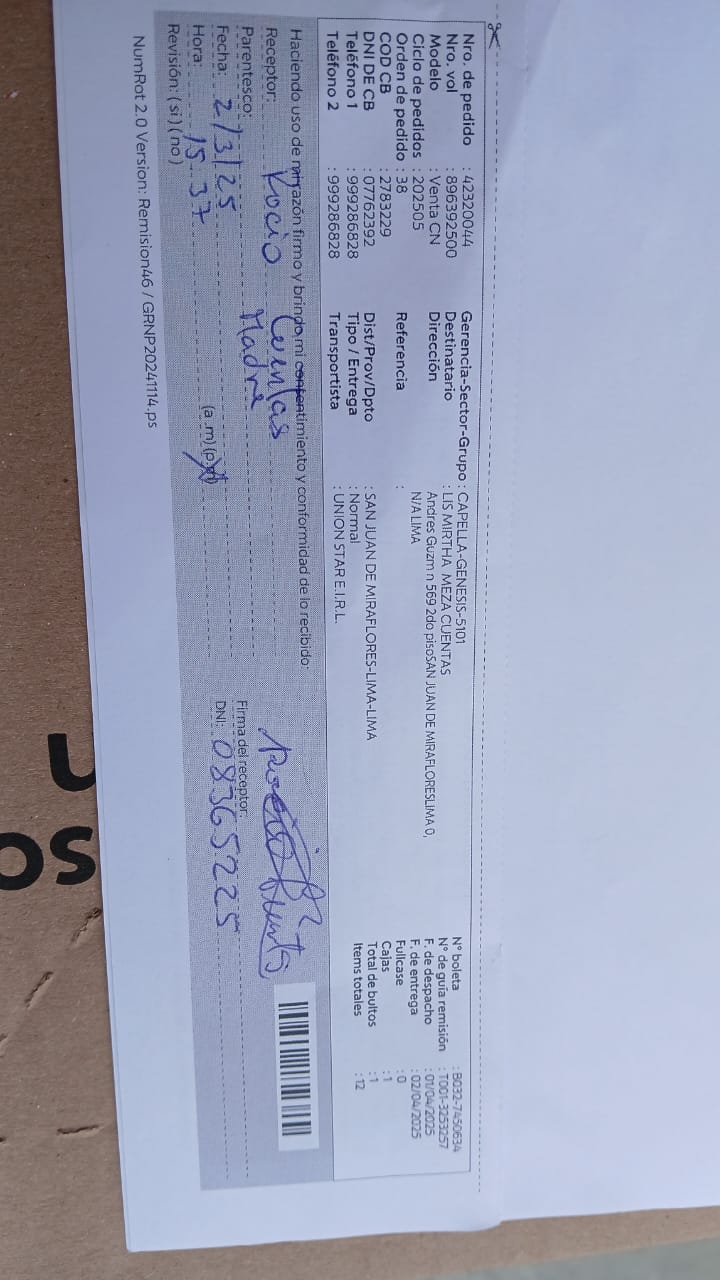 Nro. de pedido : 42320044
Nro. vol : 896392500
Modelo : Venta CN
Ciclo de pedidos : 202505
Orden de pedido : 38
COD CB : 2783229
DNI DE CB : 07762392
Teléfono 1 : 999286828
Teléfono 2 : 999286828
Gerencia-Sector-Grupo : CAPELLA-GENESIS-5101
Destinatario : LIS MIRTHA MEZA CUENTAS
Dirección : Andres Guzm n 569 2do pisoSAN JUAN DE MIRAFLORESLIMA 0,
N/A LIMA
Referencia :
Dist/Prov/Dpto : SAN JUAN DE MIRAFLORES-LIMA-LIMA
Tipo / Entrega : Normal
Transportista : UNION STAR E.I.R.L.
N° boleta : B032-7450634
N° de guía remisión : T001-3253257
F. de despacho : 01/04/2025
F. de entrega : 02/04/2025
Fullcase : 0
Cajas : 1
Total de bultos : 1
Items totales : 12
Haciendo uso de mi razón firmo y brindo mi consentimiento y conformidad de lo recibido:
Receptor: Rocio Cuentas
Parentesco: Madre
Fecha: 2/3/25
Hora: 15 37 (a.m) (p.m)
Revisión: (si) (no)
Firma del receptor:
DNI: 08365225
NumRot 2.0 Version: Remision46 / GRNP20241114.ps
U
OS